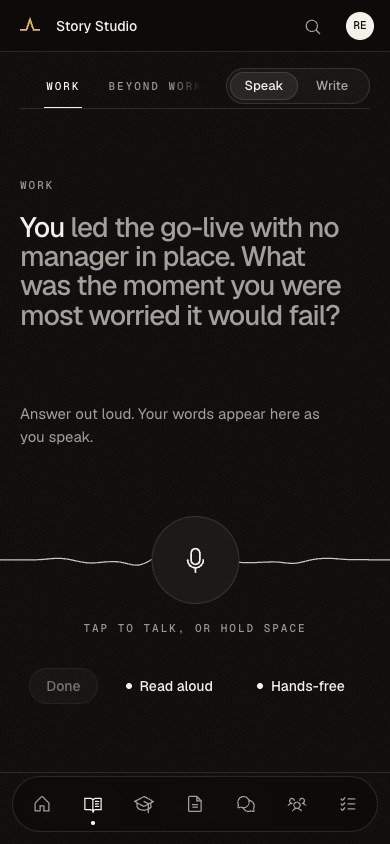 Story Studio
RE
WORK
BEYOND WORK
Speak
Write
WORK
You led the go-live with no
manager in place. What
was the moment you were
most worried it would fail?
Answer out loud. Your words appear here as
you speak.
TAP TO TALK, OR HOLD SPACE
Done
Read aloud
Hands-free